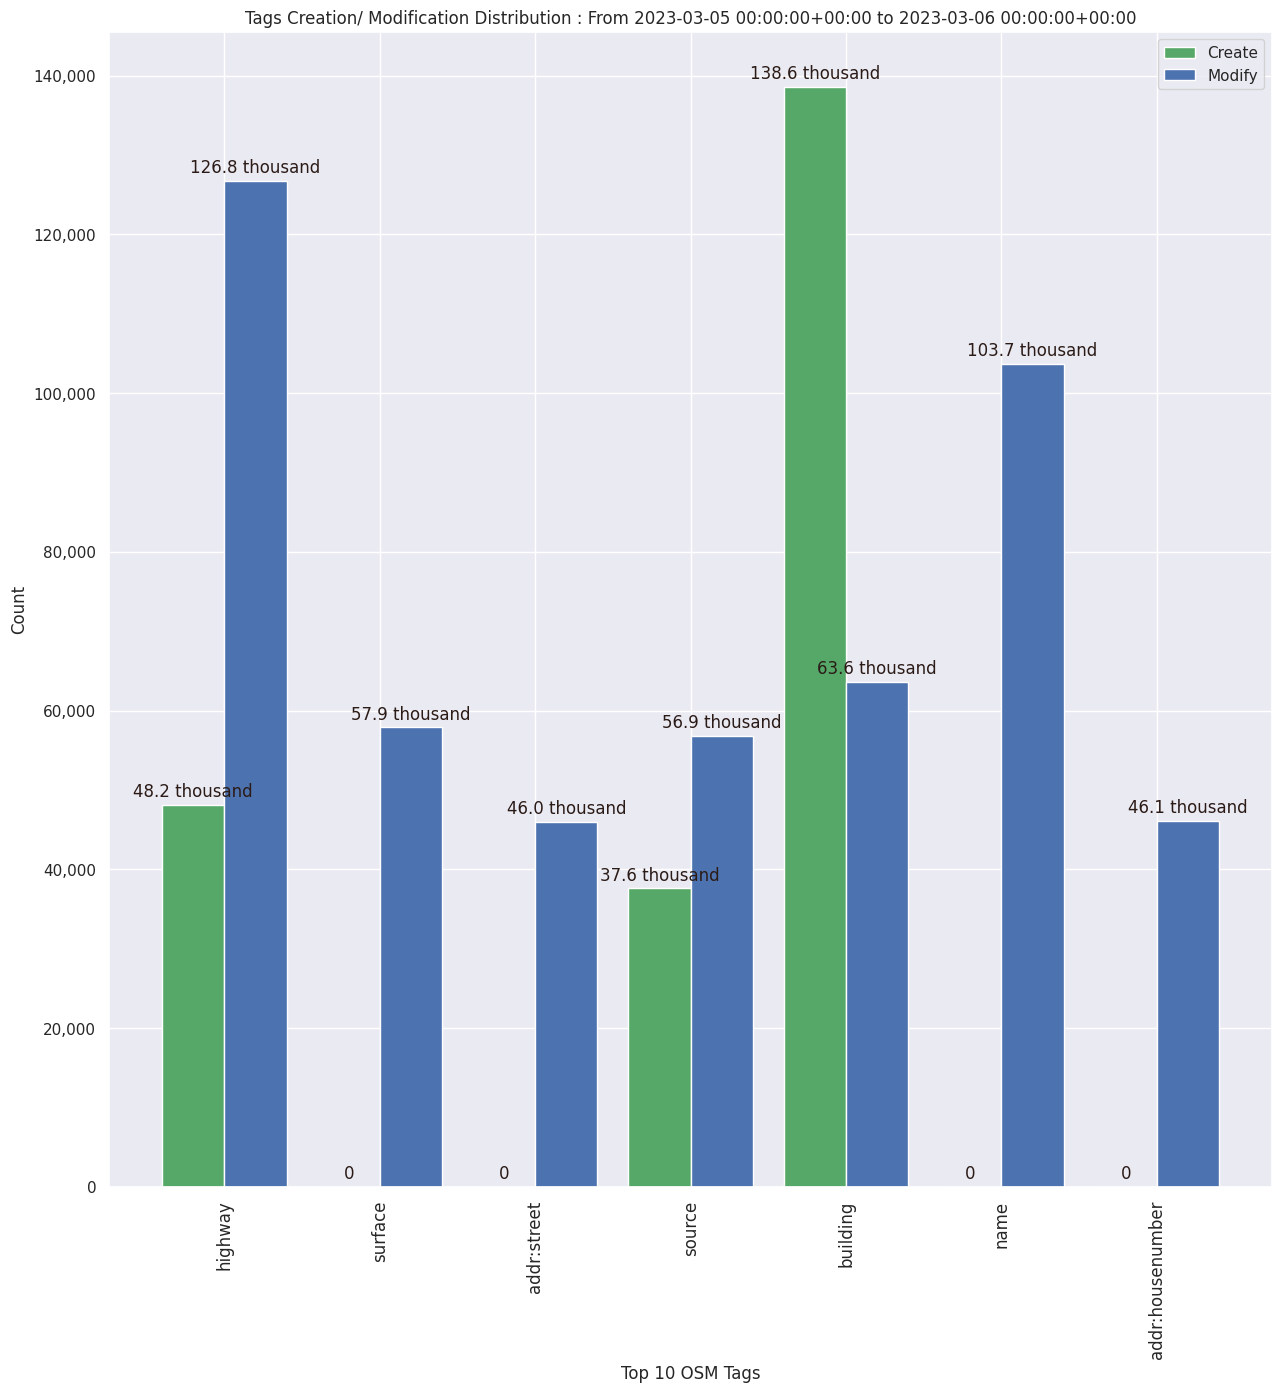 Tags Creation/ Modification Distribution : From 2023-03-05 00:00:00+00:00 to 2023-03-06 00:00:00+00:00
Create
Modify
140,000
120,000
100,000
80,000
60,000
40,000
20,000
0
Count
48.2 thousand
126.8 thousand
0
57.9 thousand
0
46.0 thousand
37.6 thousand
56.9 thousand
138.6 thousand
63.6 thousand
0
103.7 thousand
0
46.1 thousand
highway
surface
addr:street
source
building
name
addr:housenumber
Top 10 OSM Tags